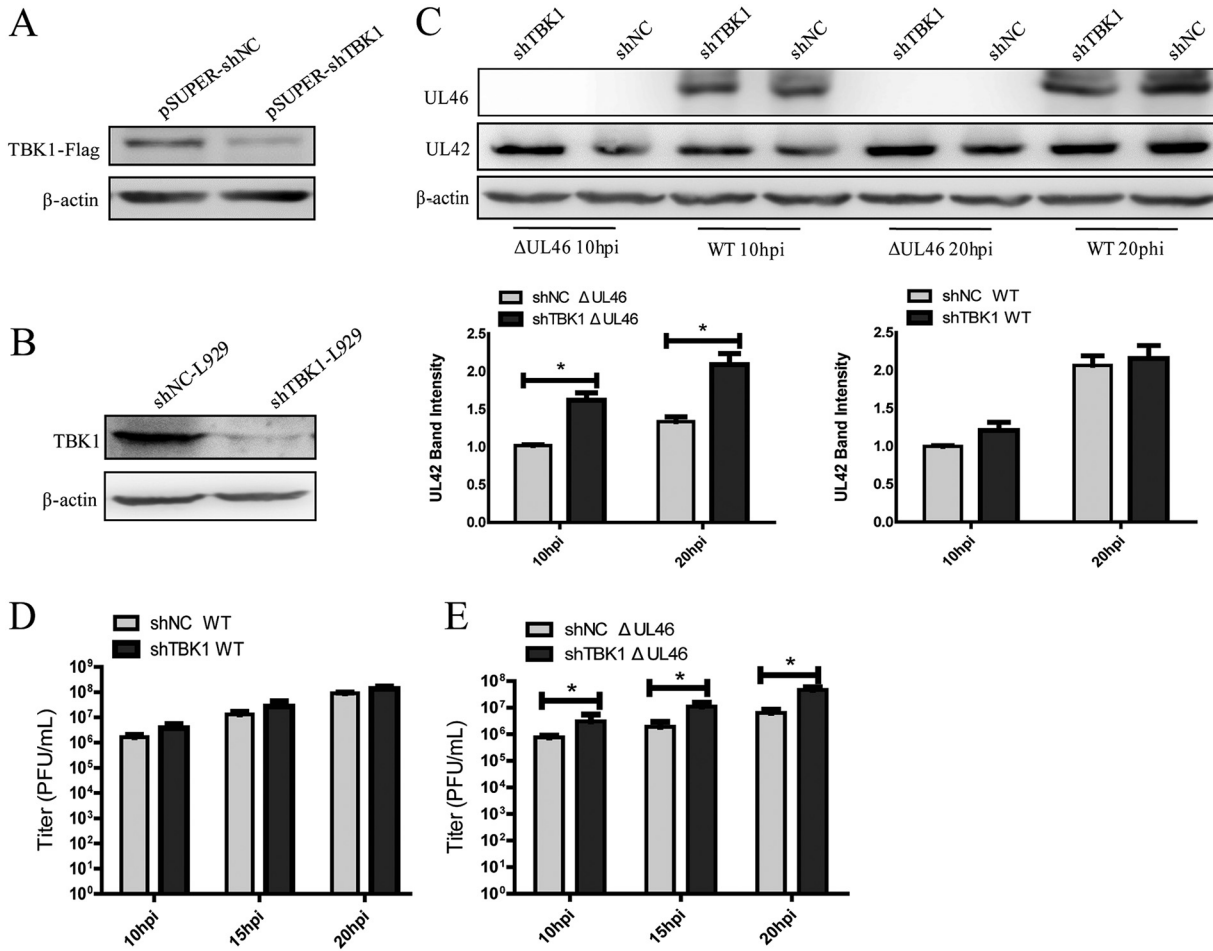 A
pSUPER-shNC
pSUPER-shTBK1
TBK1-Flag
β-actin
B
shNC-L929
shTBK1-L929
TBK1
β-actin
C
shTBK1 shNC shTBK1 shNC shTBK1 shNC shTBK1 shNC
UL46
UL42
β-actin
ΔUL46 10hpi WT 10hpi ΔUL46 20hpi WT 20phi
shNC ΔUL46
shTBK1 ΔUL46
UL42 Band Intensity
2.5
2.0
1.5
1.0
0.5
0.0
*
*
10hpi
20hpi
shNC WT
shTBK1 WT
UL42 Band Intensity
2.5
2.0
1.5
1.0
0.5
0.0
10hpi
20hpi
D
shNC WT
shTBK1 WT
Titer (PFU/mL)
10⁹
10⁸
10⁷
10⁶
10⁵
10⁴
10³
10²
10¹
10⁰
10hpi
15hpi
20hpi
E
shNC ΔUL46
shTBK1 ΔUL46
Titer (PFU/mL)
10⁸
10⁷
10⁶
10⁵
10⁴
10³
10²
10¹
10⁰
*
*
*
10hpi
15hpi
20hpi